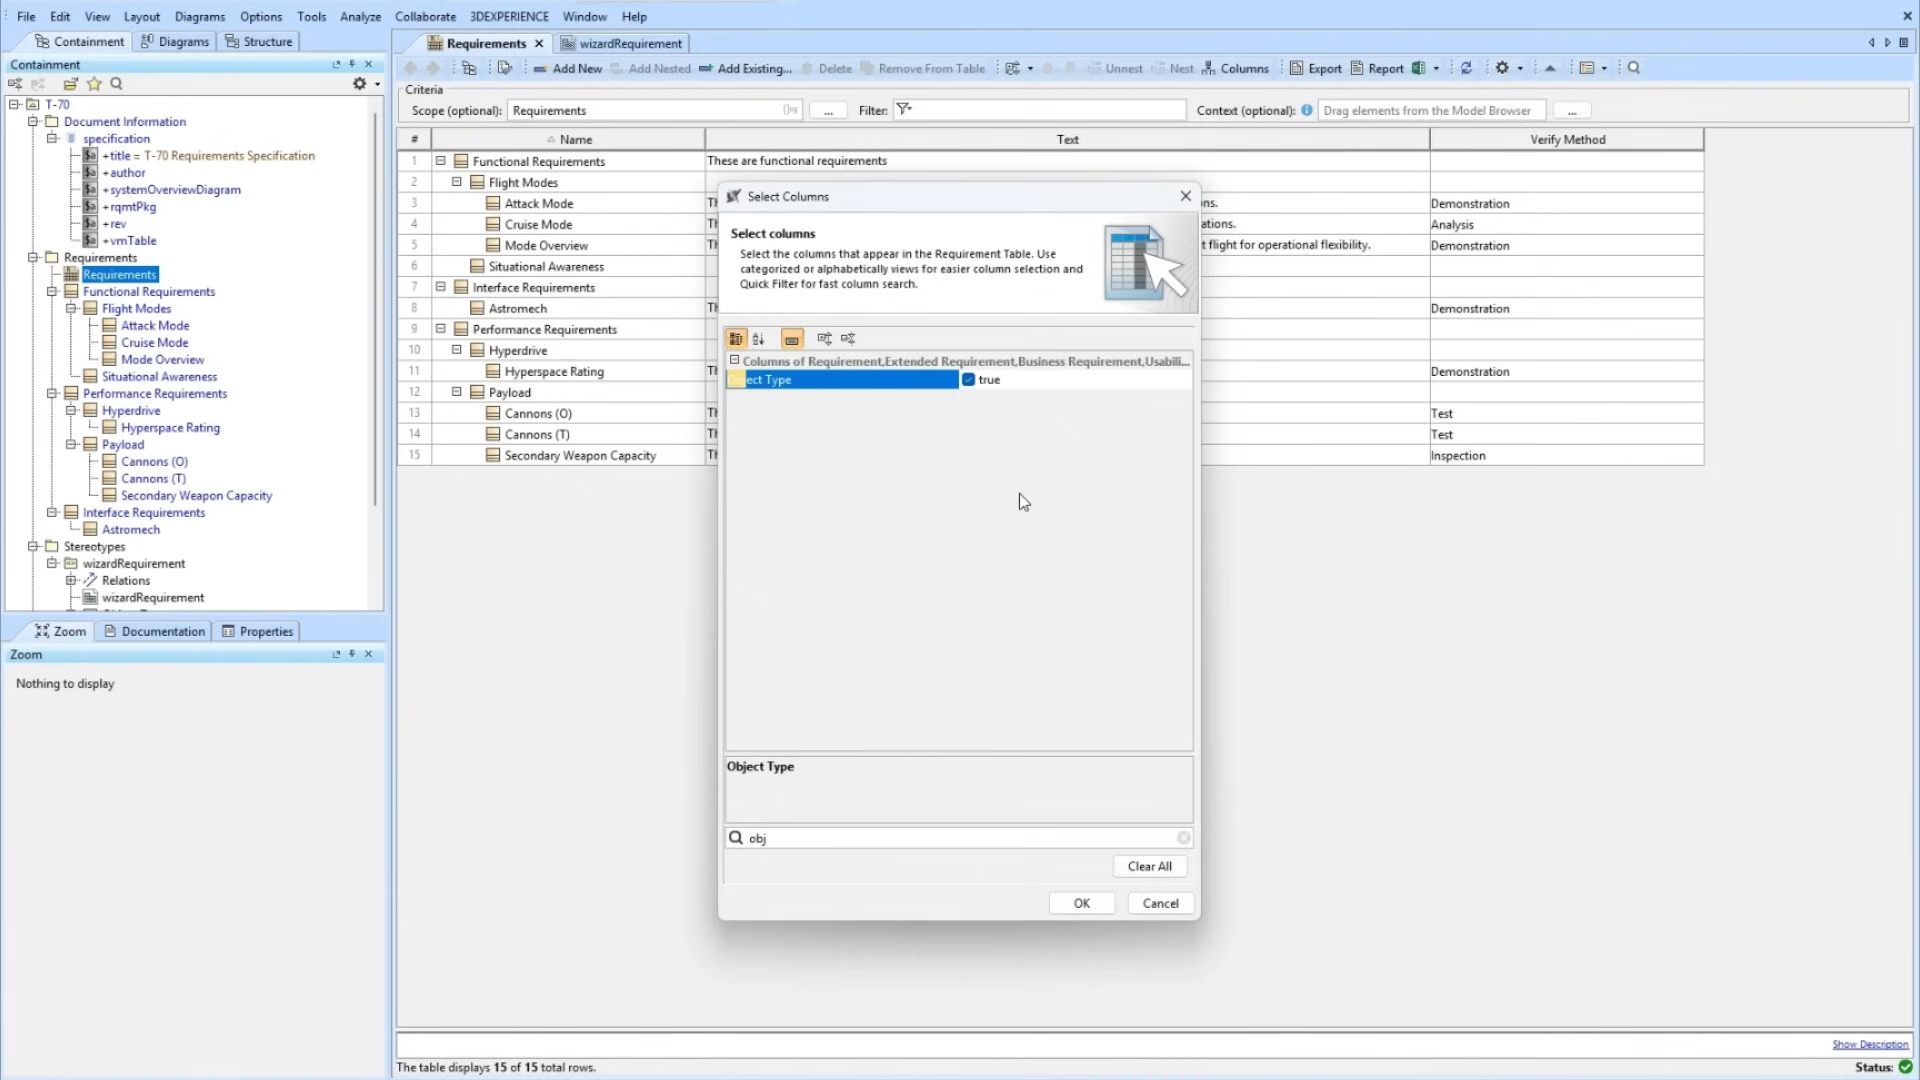 File Edit View Layout Diagrams Options Tools Analyze Collaborate 3DEXPERIENCE Window Help
Containment Diagrams Structure
Containment
T-70
Document Information
specification
+title = T-70 Requirements Specification
+author
+systemOverviewDiagram
+rqmtPkg
+rev
+vmTable
Requirements
Requirements
Functional Requirements
Flight Modes
Attack Mode
Cruise Mode
Mode Overview
Situational Awareness
Performance Requirements
Hyperdrive
Hyperspace Rating
Payload
Cannons (O)
Cannons (T)
Secondary Weapon Capacity
Interface Requirements
Astromech
Stereotypes
wizardRequirement
Relations
wizardRequirement
Zoom Documentation Properties
Zoom
Nothing to display
Requirements wizardRequirement
Add New Add Nested Add Existing... Delete Remove From Table Unnest Nest Columns Export Report
Criteria
Scope (optional): Requirements ... Filter: Context (optional): Drag elements from the Model Browser ...
# Name Text Verify Method
1 Functional Requirements These are functional requirements
2 Flight Modes
3 Attack Mode Demonstration
4 Cruise Mode Analysis
5 Mode Overview t flight for operational flexibility. Demonstration
6 Situational Awareness
7 Interface Requirements
8 Astromech Demonstration
9 Performance Requirements
10 Hyperdrive
11 Hyperspace Rating Demonstration
12 Payload
13 Cannons (O) Test
14 Cannons (T) Test
15 Secondary Weapon Capacity Inspection
Select Columns
Select columns
Select the columns that appear in the Requirement Table. Use
categorized or alphabetically views for easier column selection and
Quick Filter for fast column search.
Columns of Requirement,Extended Requirement,Business Requirement,Usabili...
Object Type true
Object Type
obj
Clear All
OK Cancel
Show Description
The table displays 15 of 15 total rows.
Status: